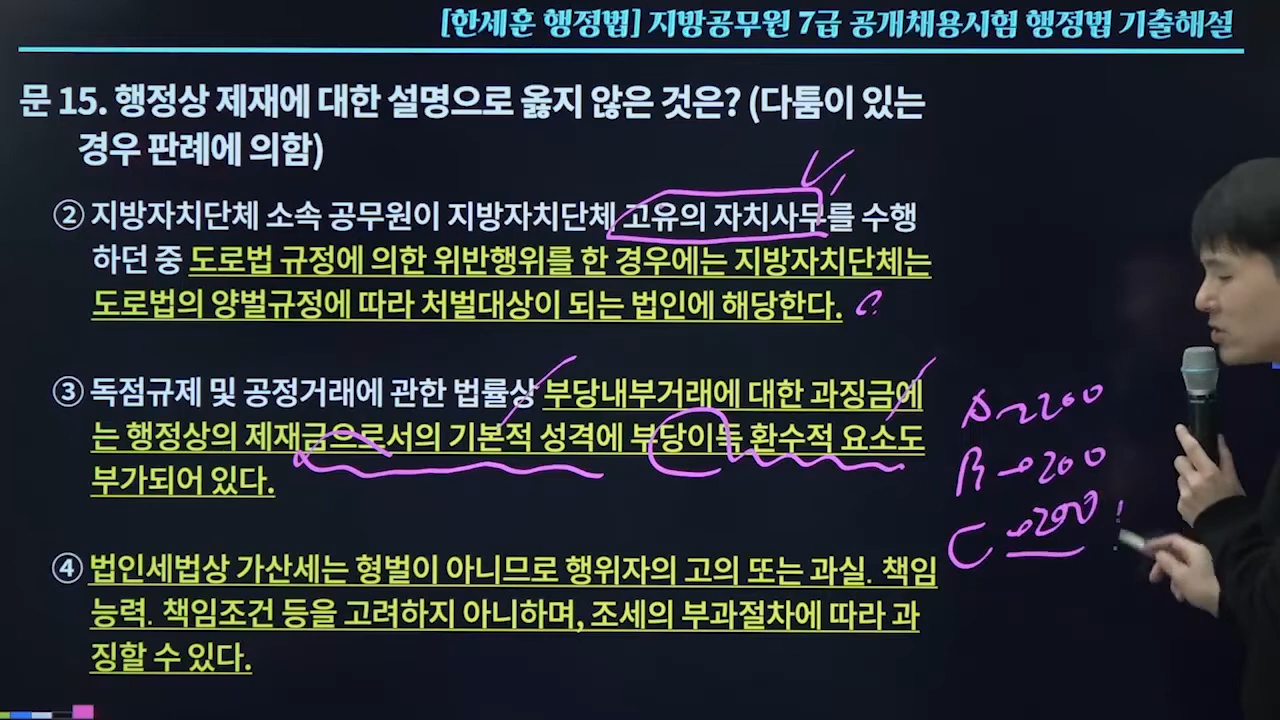 [한세훈 행정법] 지방공무원 7급 공개채용시험 행정법 기출해설
문 15. 행정상 제재에 대한 설명으로 옳지 않은 것은? (다툼이 있는
경우 판례에 의함)
② 지방자치단체 소속 공무원이 지방자치단체 고유의 자치사무를 수행
하던 중 도로법 규정에 의한 위반행위를 한 경우에는 지방자치단체는
도로법의 양벌규정에 따라 처벌대상이 되는 법인에 해당한다.
③ 독점규제 및 공정거래에 관한 법률상 부당내부거래에 대한 과징금에
는 행정상의 제재금으로서의 기본적 성격에 부당이득 환수적 요소도
부가되어 있다.
A 200
B 200
C 200
④ 법인세법상 가산세는 형벌이 아니므로 행위자의 고의 또는 과실. 책임
능력. 책임조건 등을 고려하지 아니하며, 조세의 부과절차에 따라 과
징할 수 있다.